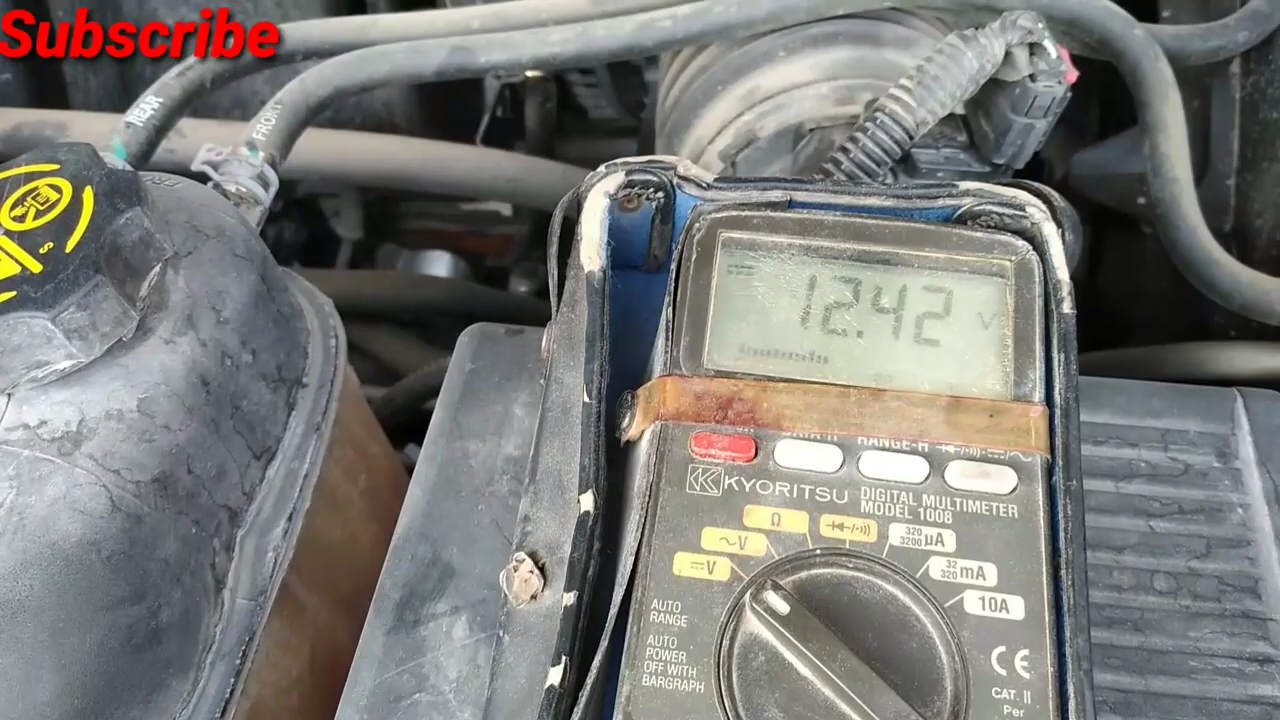 Subscribe
REAR
FRONT
12.42 V
RANGE-H
KYORITSU
DIGITAL MULTIMETER
MODEL 1008
Ω
~V
V
320
3200 μA
32
320 mA
10A
AUTO
RANGE
AUTO
POWER
OFF WITH
BARGRAPH
CE
CAT. II
Per